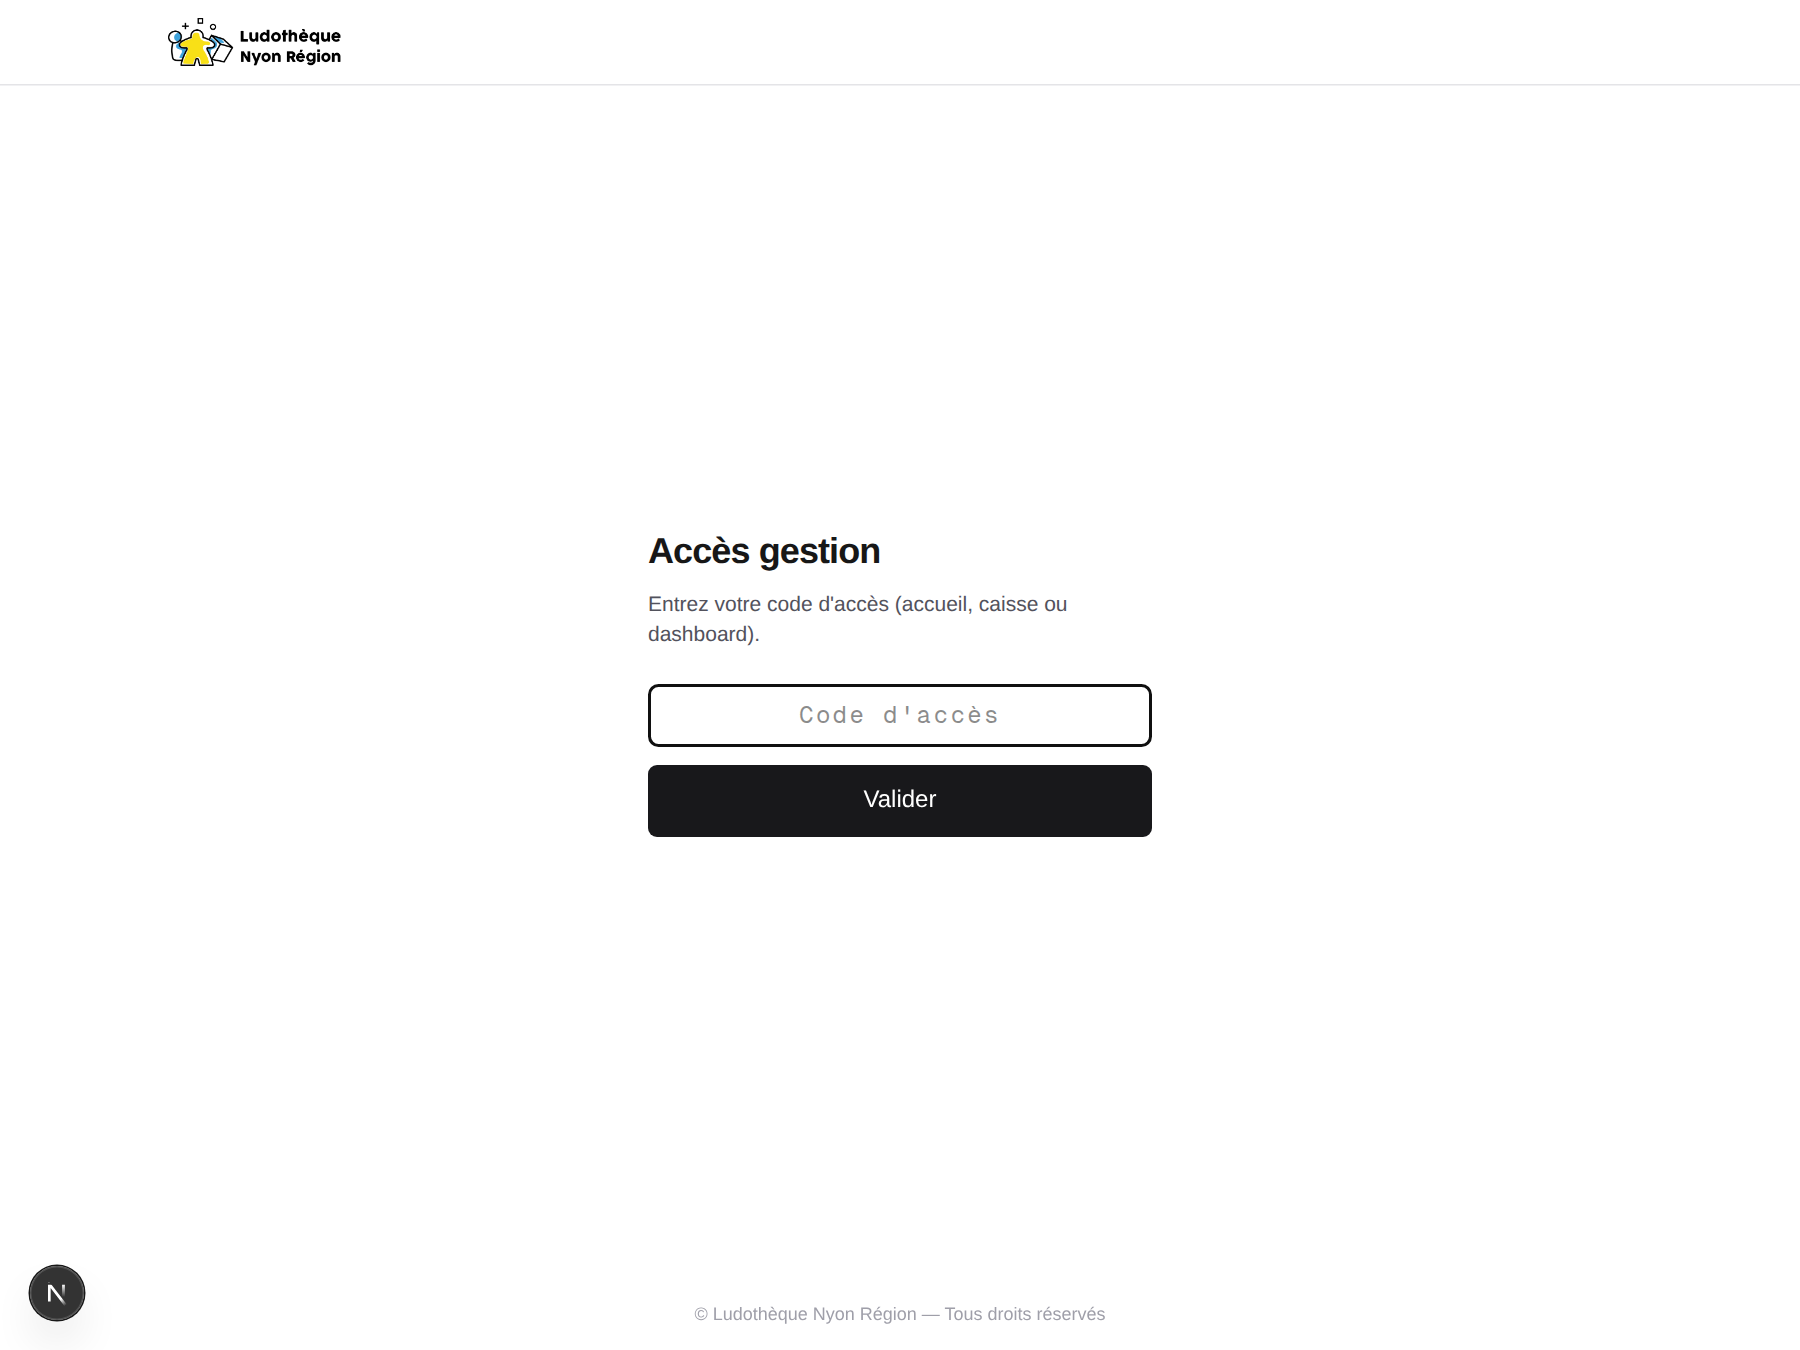 Ludothèque
Nyon Région
Accès gestion
Entrez votre code d'accès (accueil, caisse ou
dashboard).
Code d'accès
Valider
N
© Ludothèque Nyon Région — Tous droits réservés